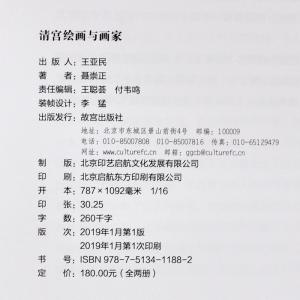 清宫绘画与画家
出 版 人：王亚民
著 者：聂崇正
责任编辑：王聪荟 付韦鸣
装帧设计：李 猛
出版发行：故宫出版社
地址：北京市东城区景山前街4号 邮编：100009
电话：010-85007808 010-85007816 传真：010-65129479
网址：www.culturefc.cn 邮箱：ggcb@culturefc.cn
制 版：北京印艺启航文化发展有限公司
印 刷：北京启航东方印刷有限公司
开 本：787×1092毫米 1/16
印 张：30.25
字 数：260千字
版 次：2019年1月第1版
2019年1月第1次印刷
书 号：ISBN 978-7-5134-1188-2
定 价：180.00元（全两册）